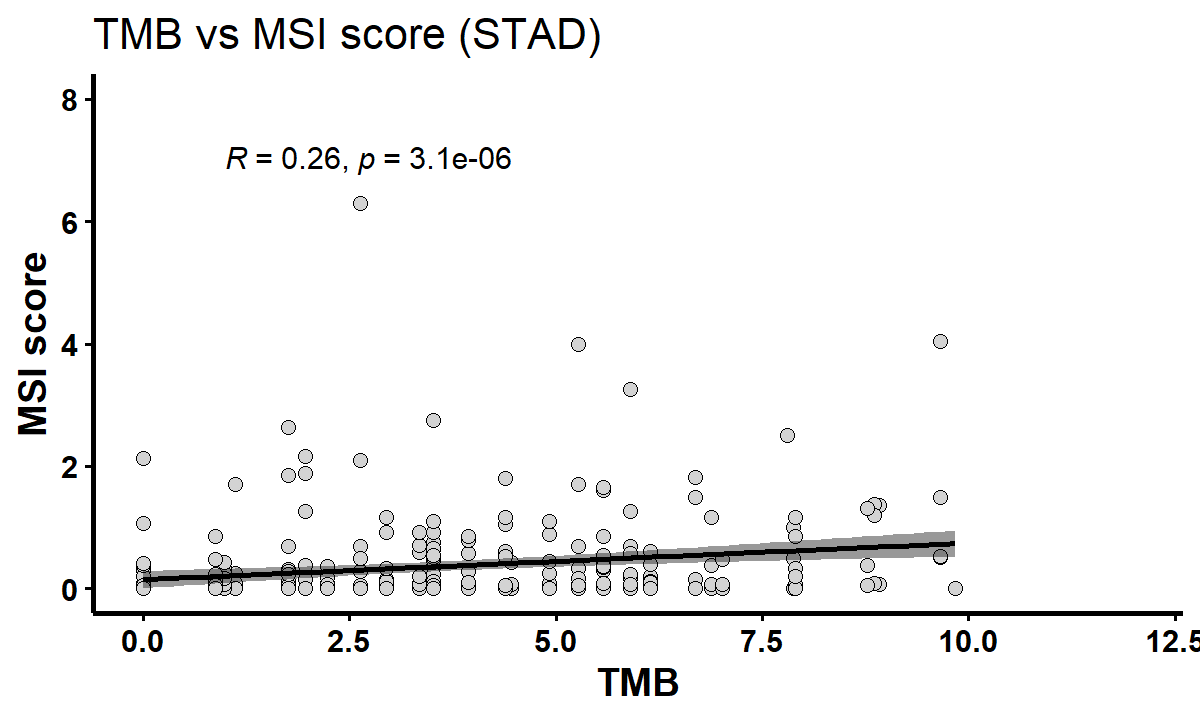 TMB vs MSI score (STAD)
8
R = 0.26, p = 3.1e-06
6
MSI score
4
2
0
0.0 2.5 5.0 7.5 10.0 12.5
TMB